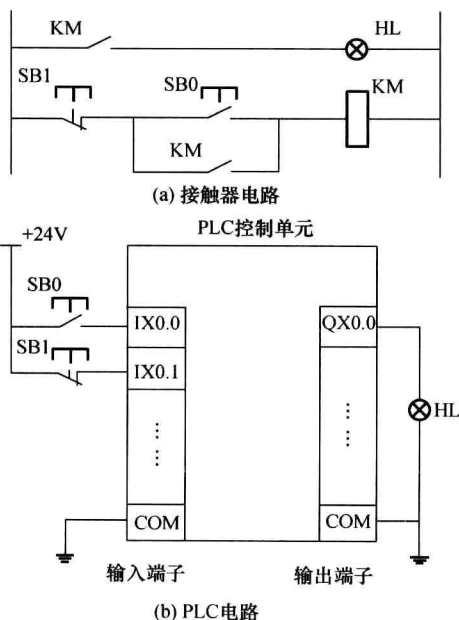 KM
HL
SB1
SB0
KM
KM
(a) 接触器电路
PLC控制单元
+24V
SB0
IX0.0
QX0.0
SB1
IX0.1
HL
COM
COM
输入端子
输出端子
(b) PLC电路